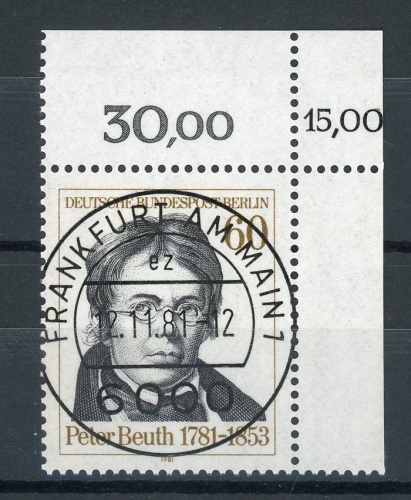 30,00
15,00
DEUTSCHE BUNDESPOST BERLIN
60
FRANKFURT AM MAIN 1
ez
12.11.81-12
6000
Peter Beuth 1781-1853
1981